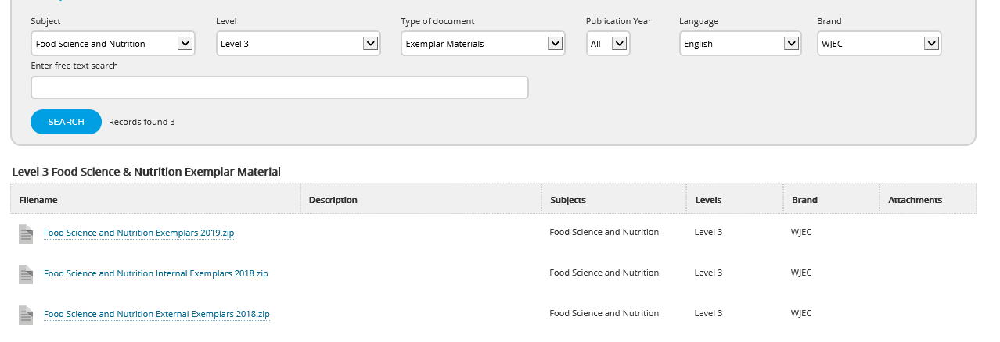 Subject Level Type of document Publication Year Language Brand
Food Science and Nutrition Level 3 Exemplar Materials All English WJEC
Enter free text search
SEARCH Records found 3
Level 3 Food Science & Nutrition Exemplar Material
Filename Description Subjects Levels Brand Attachments
Food Science and Nutrition Exemplars 2019.zip Food Science and Nutrition Level 3 WJEC
Food Science and Nutrition Internal Exemplars 2018.zip Food Science and Nutrition Level 3 WJEC
Food Science and Nutrition External Exemplars 2018.zip Food Science and Nutrition Level 3 WJEC